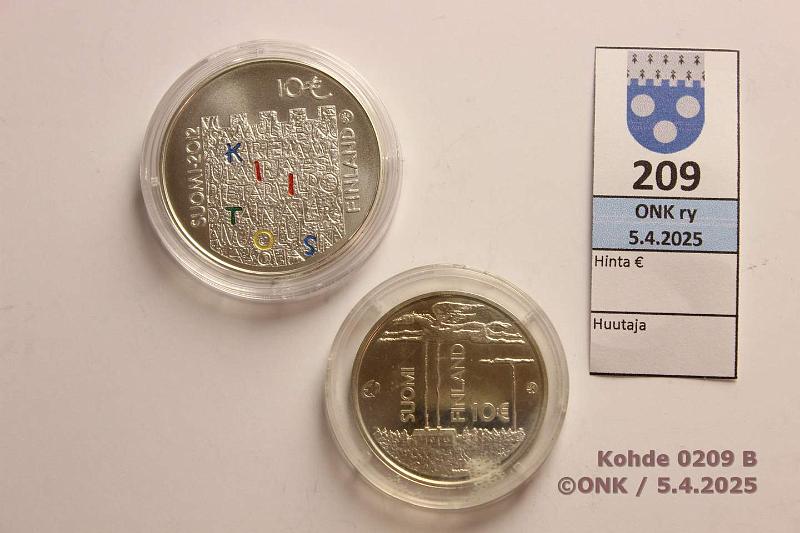 10€
SUOMI-2012
FINLAND
K
I I
T O S
SUOMI
FINLAND
10€
209
ONK ry
5.4.2025
Hinta €
Huutaja
Kohde 0209 B
©ONK / 5.4.2025